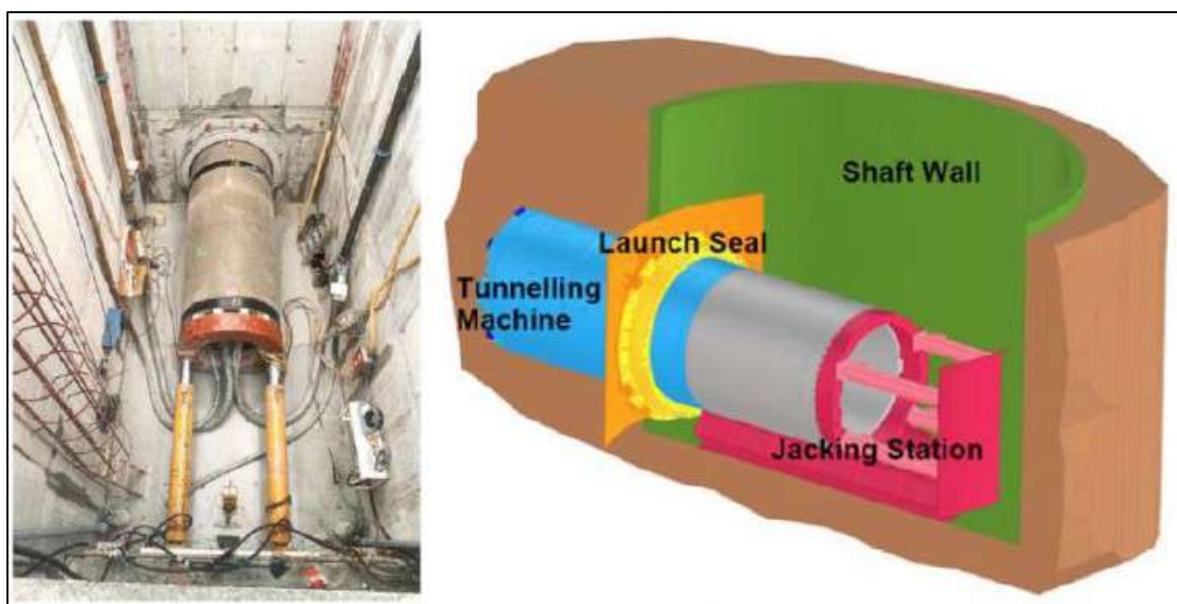 Shaft Wall
Launch Seal
Tunnelling
Machine
Jacking Station